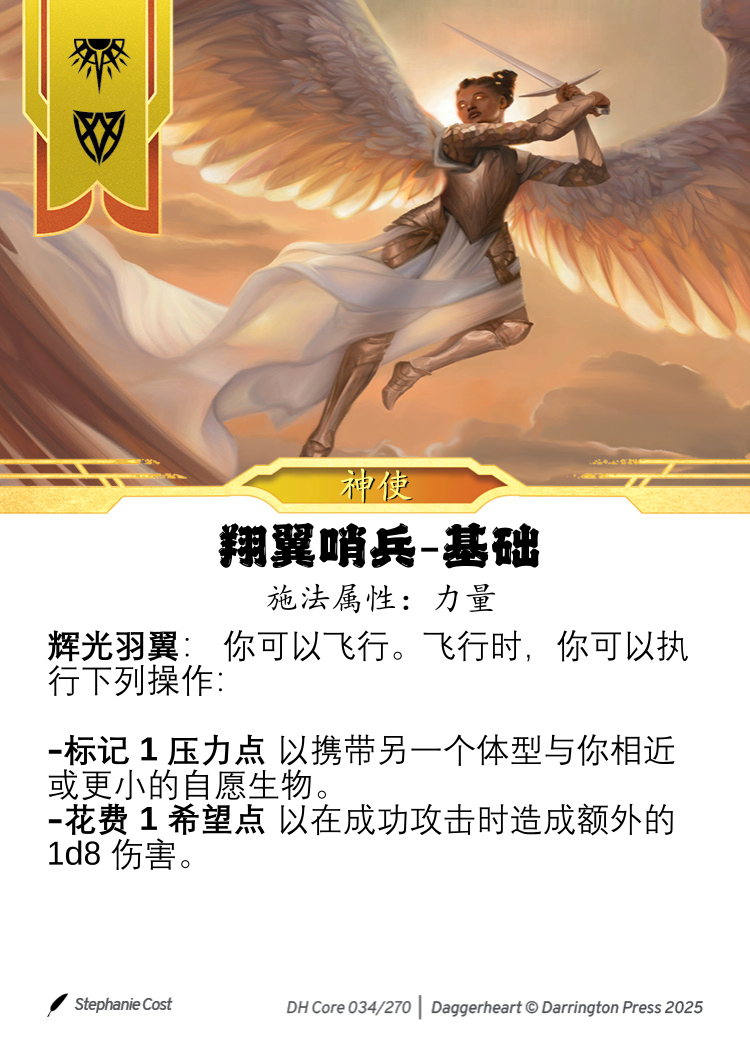 神使
翔翼哨兵-基础
施法属性：力量
辉光羽翼： 你可以飞行。飞行时，你可以执
行下列操作：
-标记 1 压力点 以携带另一个体型与你相近
或更小的自愿生物。
-花费 1 希望点 以在成功攻击时造成额外的
1d8 伤害。
Stephanie Cost
DH Core 034/270 | Daggerheart © Darrington Press 2025